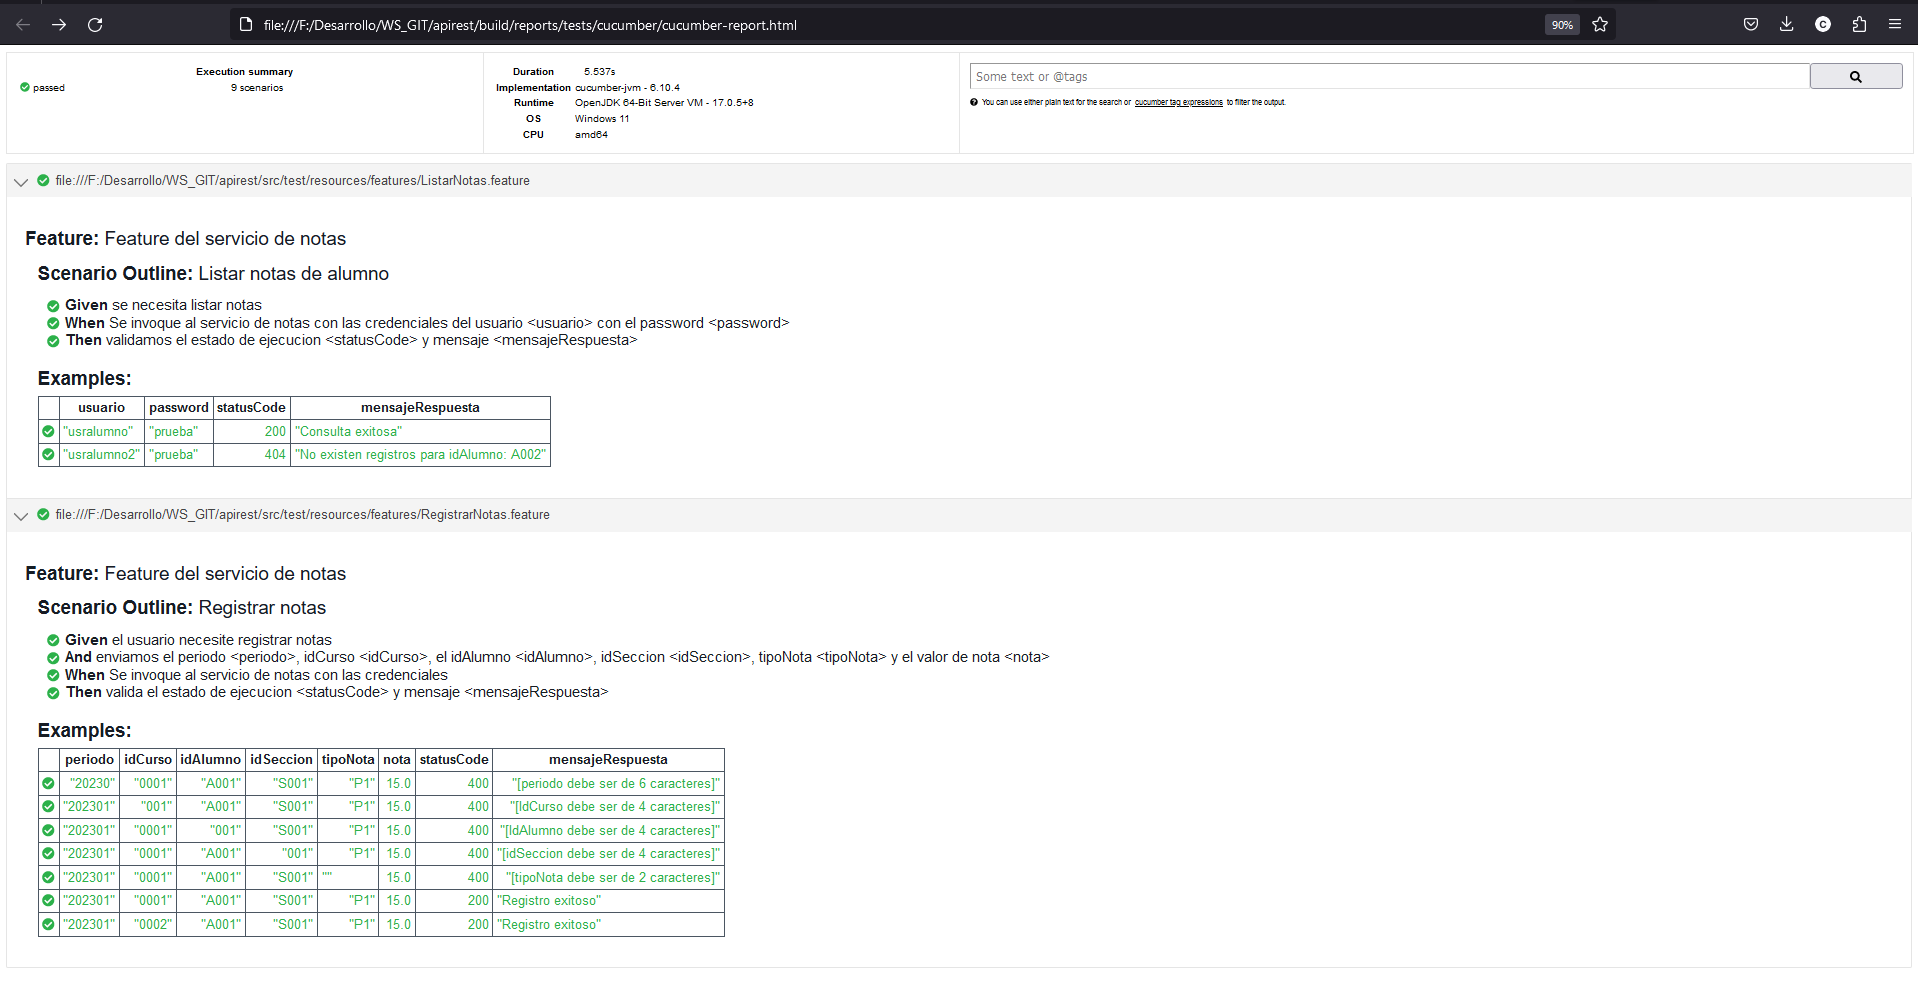 file:///F:/Desarrollo/WS_GIT/apirest/build/reports/tests/cucumber/cucumber-report.html
90%
C
passed
Execution summary
9 scenarios
Duration 5.537s
Implementation cucumber-jvm - 6.10.4
Runtime OpenJDK 64-Bit Server VM - 17.0.5+8
OS Windows 11
CPU amd64
Some text or @tags
You can use either plain text for the search or cucumber tag expressions to filter the output.
file:///F:/Desarrollo/WS_GIT/apirest/src/test/resources/features/ListarNotas.feature
Feature: Feature del servicio de notas
Scenario Outline: Listar notas de alumno
Given se necesita listar notas
When Se invoque al servicio de notas con las credenciales del usuario <usuario> con el password <password>
Then validamos el estado de ejecucion <statusCode> y mensaje <mensajeRespuesta>
Examples:
usuario password statusCode mensajeRespuesta
"usralumno" "prueba" 200 "Consulta exitosa"
"usralumno2" "prueba" 404 "No existen registros para idAlumno: A002"
file:///F:/Desarrollo/WS_GIT/apirest/src/test/resources/features/RegistrarNotas.feature
Feature: Feature del servicio de notas
Scenario Outline: Registrar notas
Given el usuario necesite registrar notas
And enviamos el periodo <periodo>, idCurso <idCurso>, el idAlumno <idAlumno>, idSeccion <idSeccion>, tipoNota <tipoNota> y el valor de nota <nota>
When Se invoque al servicio de notas con las credenciales
Then valida el estado de ejecucion <statusCode> y mensaje <mensajeRespuesta>
Examples:
periodo idCurso idAlumno idSeccion tipoNota nota statusCode mensajeRespuesta
"20230" "0001" "A001" "S001" "P1" 15.0 400 "[periodo debe ser de 6 caracteres]"
"202301" "001" "A001" "S001" "P1" 15.0 400 "[IdCurso debe ser de 4 caracteres]"
"202301" "0001" "001" "S001" "P1" 15.0 400 "[IdAlumno debe ser de 4 caracteres]"
"202301" "0001" "A001" "001" "P1" 15.0 400 "[idSeccion debe ser de 4 caracteres]"
"202301" "0001" "A001" "S001" "" 15.0 400 "[tipoNota debe ser de 2 caracteres]"
"202301" "0001" "A001" "S001" "P1" 15.0 200 "Registro exitoso"
"202301" "0002" "A001" "S001" "P1" 15.0 200 "Registro exitoso"